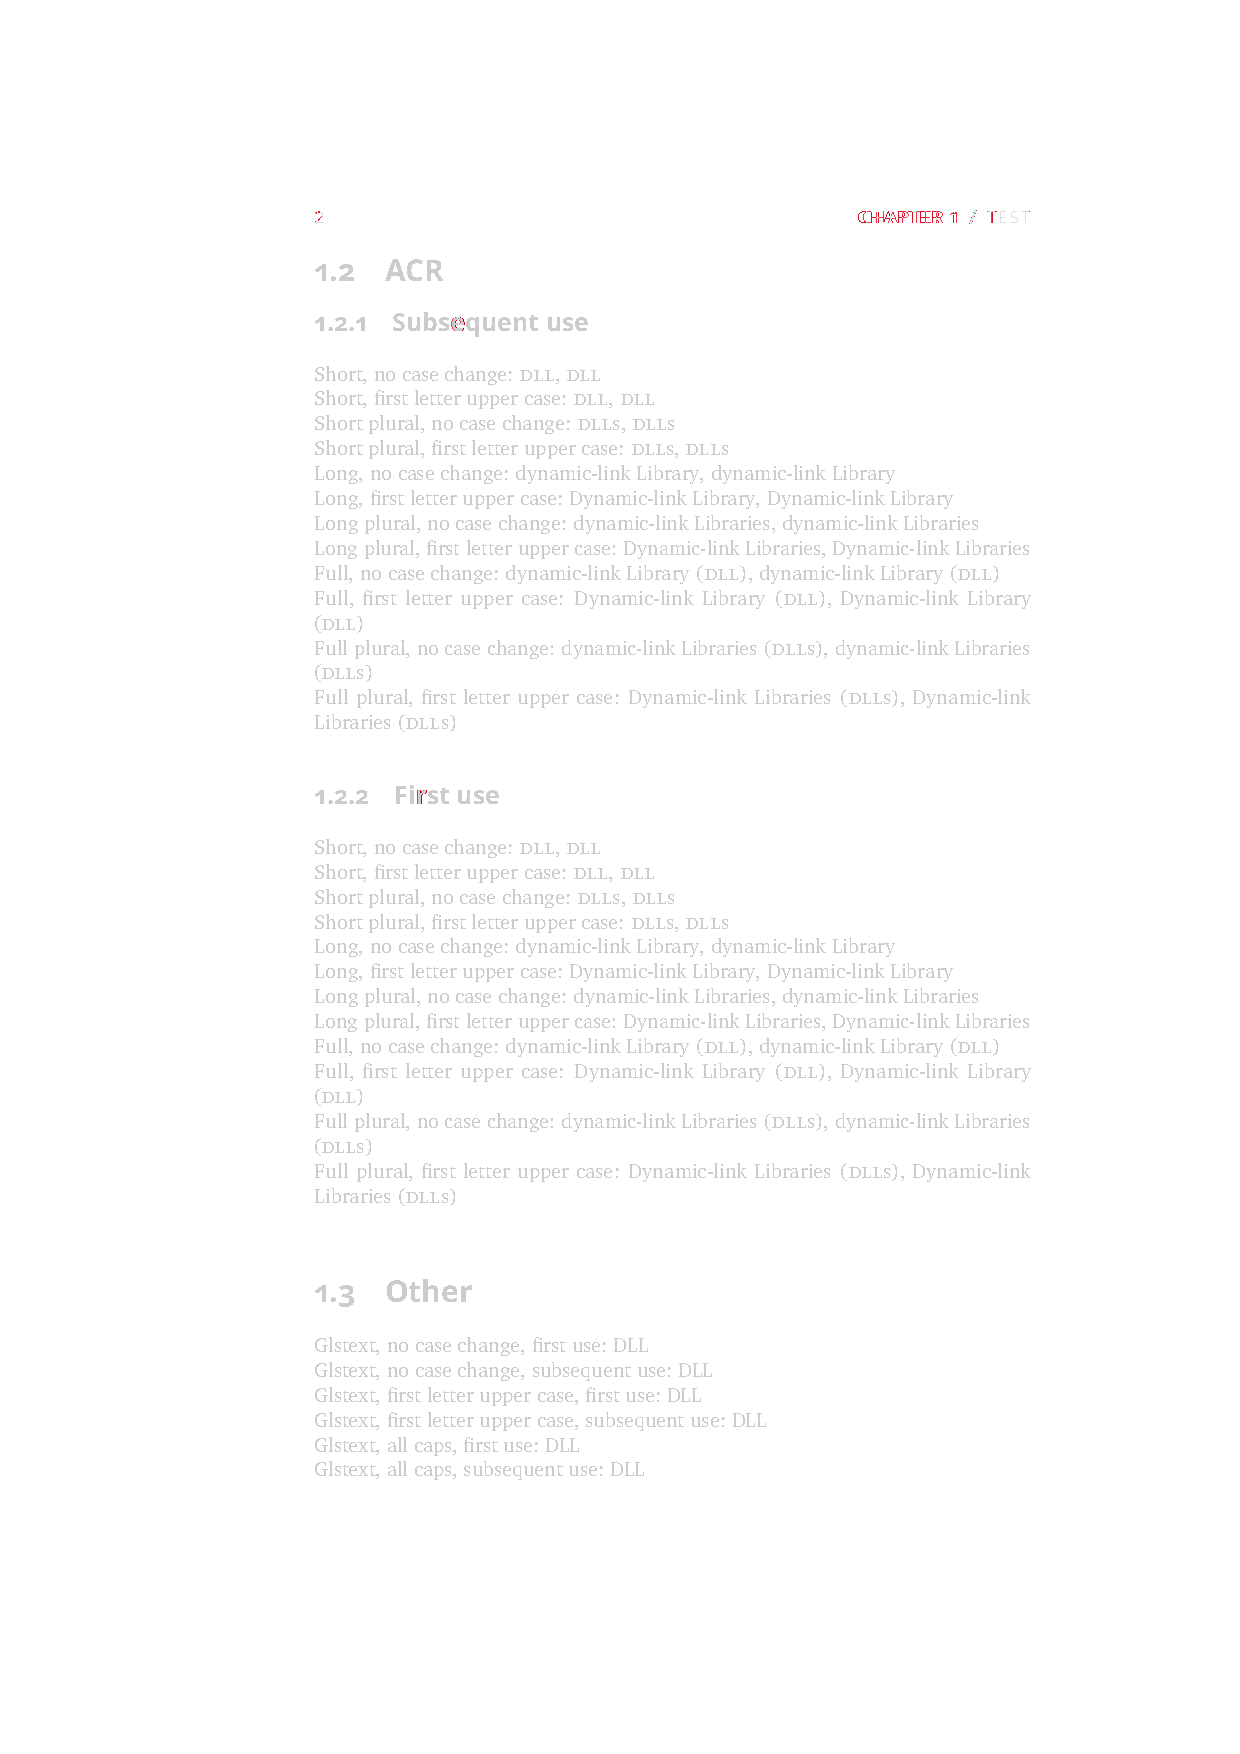 2 CHAPTER 1 / TEST
1.2 ACR
1.2.1 Subsequent use
Short, no case change: DLL, DLL
Short, first letter upper case: DLL, DLL
Short plural, no case change: DLLs, DLLs
Short plural, first letter upper case: DLLs, DLLs
Long, no case change: dynamic-link Library, dynamic-link Library
Long, first letter upper case: Dynamic-link Library, Dynamic-link Library
Long plural, no case change: dynamic-link Libraries, dynamic-link Libraries
Long plural, first letter upper case: Dynamic-link Libraries, Dynamic-link Libraries
Full, no case change: dynamic-link Library (DLL), dynamic-link Library (DLL)
Full, first letter upper case: Dynamic-link Library (DLL), Dynamic-link Library
(DLL)
Full plural, no case change: dynamic-link Libraries (DLLs), dynamic-link Libraries
(DLLs)
Full plural, first letter upper case: Dynamic-link Libraries (DLLs), Dynamic-link
Libraries (DLLs)
1.2.2 First use
Short, no case change: DLL, DLL
Short, first letter upper case: DLL, DLL
Short plural, no case change: DLLs, DLLs
Short plural, first letter upper case: DLLs, DLLs
Long, no case change: dynamic-link Library, dynamic-link Library
Long, first letter upper case: Dynamic-link Library, Dynamic-link Library
Long plural, no case change: dynamic-link Libraries, dynamic-link Libraries
Long plural, first letter upper case: Dynamic-link Libraries, Dynamic-link Libraries
Full, no case change: dynamic-link Library (DLL), dynamic-link Library (DLL)
Full, first letter upper case: Dynamic-link Library (DLL), Dynamic-link Library
(DLL)
Full plural, no case change: dynamic-link Libraries (DLLs), dynamic-link Libraries
(DLLs)
Full plural, first letter upper case: Dynamic-link Libraries (DLLs), Dynamic-link
Libraries (DLLs)
1.3 Other
Glstext, no case change, first use: DLL
Glstext, no case change, subsequent use: DLL
Glstext, first letter upper case, first use: DLL
Glstext, first letter upper case, subsequent use: DLL
Glstext, all caps, first use: DLL
Glstext, all caps, subsequent use: DLL